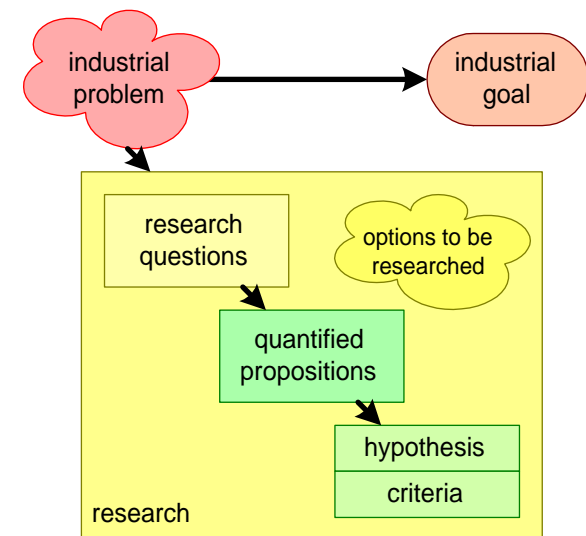 industrial
problem
industrial
goal
research
questions
options to be
researched
quantified
propositions
hypothesis
criteria
research